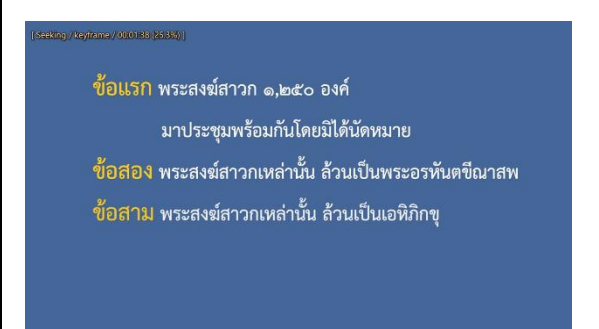 [ Seeking / keyframe / 00:01:38 (25.3%) ]
ข้อแรก พระสงฆ์สาวก ๑,๒๕๐ องค์
มาประชุมพร้อมกันโดยมิได้นัดหมาย
ข้อสอง พระสงฆ์สาวกเหล่านั้น ล้วนเป็นพระอรหันตขีณาสพ
ข้อสาม พระสงฆ์สาวกเหล่านั้น ล้วนเป็นเอหิภิกขุ